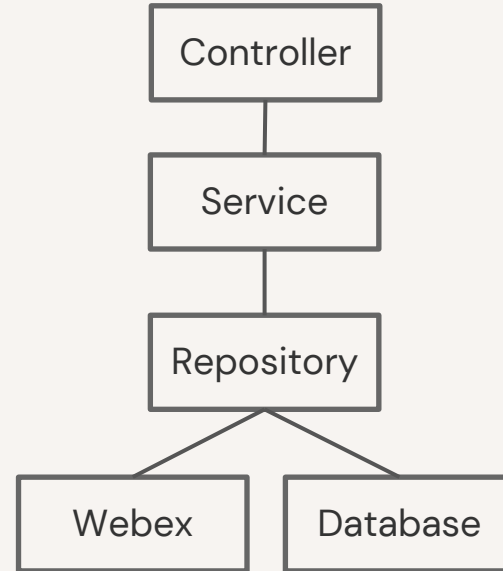 Controller
Service
Repository
Webex
Database